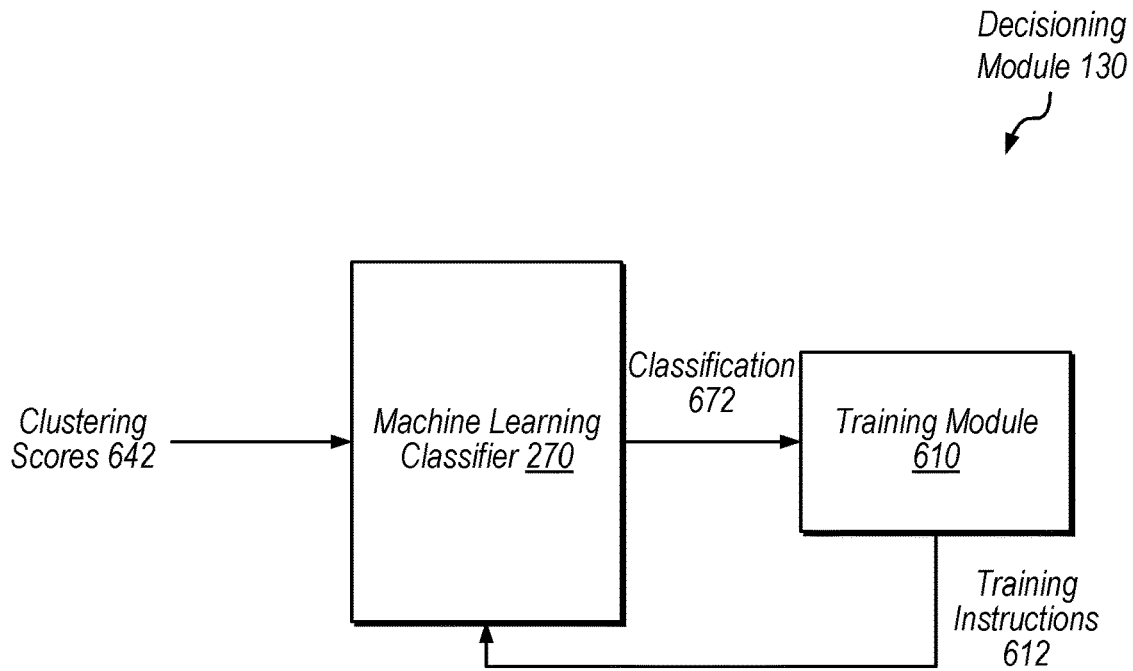 Decisioning
Module 130
Clustering
Scores 642
Machine Learning
Classifier 270
Classification
672
Training Module
610
Training
Instructions
612